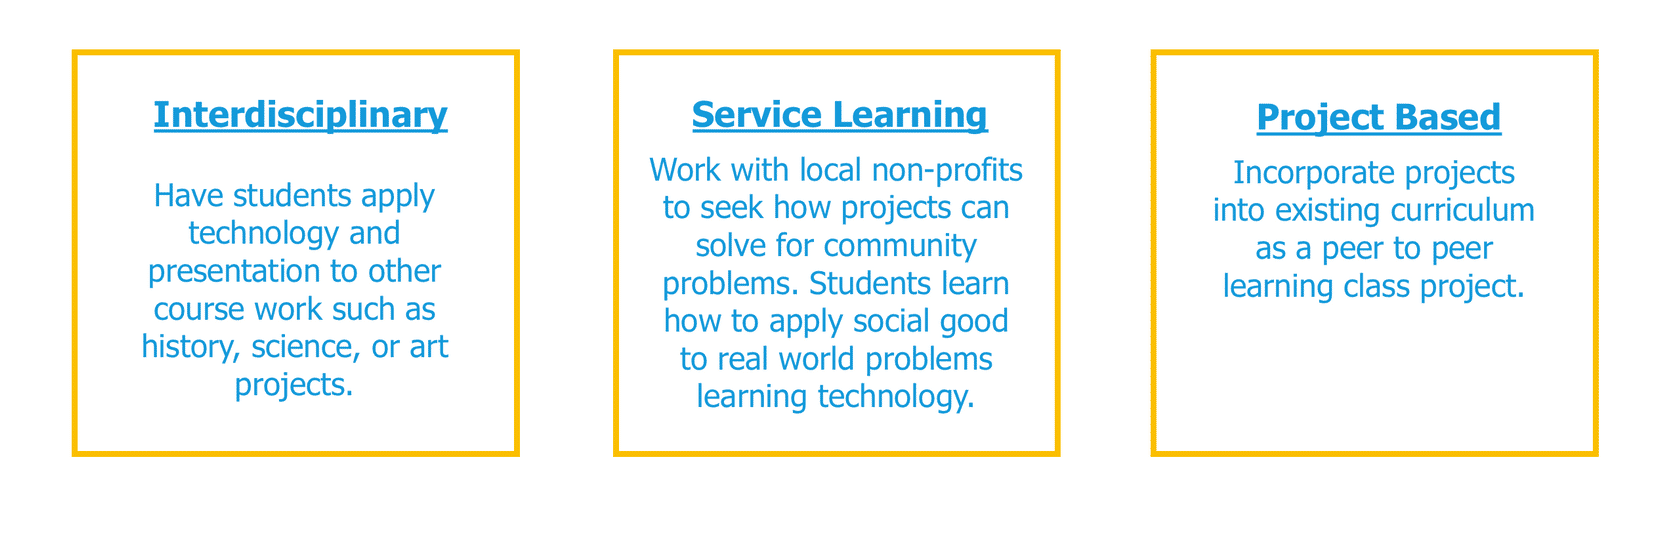 Interdisciplinary
Have students apply
technology and
presentation to other
course work such as
history, science, or art
projects.
Service Learning
Work with local non-profits
to seek how projects can
solve for community
problems. Students learn
how to apply social good
to real world problems
learning technology.
Project Based
Incorporate projects
into existing curriculum
as a peer to peer
learning class project.